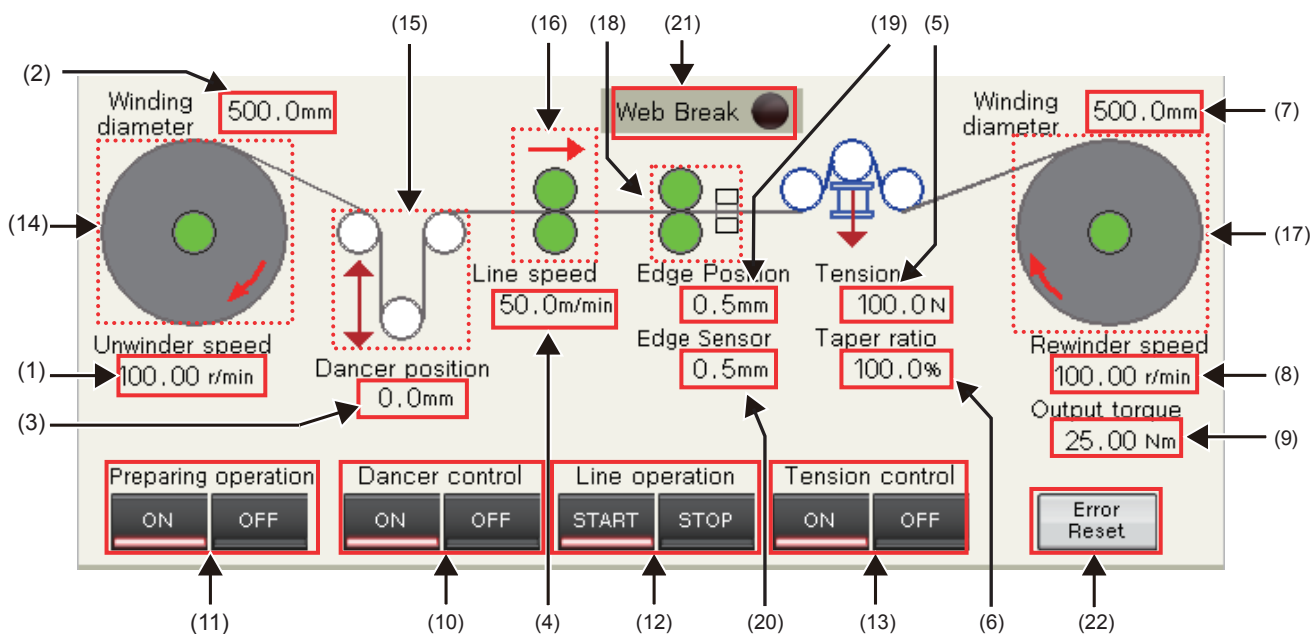 (15)
(16)
(18)
(21)
(19)
(5)
(2)
Winding
diameter
500.0mm
Web Break
Winding
diameter
500.0mm
(7)
(14)
(17)
Line speed
50.0m/min
Edge Position
0.5mm
Edge Sensor
0.5mm
Tension
100.0 N
Taper ratio
100.0%
Unwinder speed
100.00 r/min
(1)
Dancer position
0.0mm
(3)
Rewinder speed
100.00 r/min
(8)
Output torque
25.00 Nm
(9)
Preparing operation
ON OFF
Dancer control
ON OFF
Line operation
START STOP
Tension control
ON OFF
Error
Reset
(11)
(10)
(4)
(12)
(20)
(13)
(6)
(22)